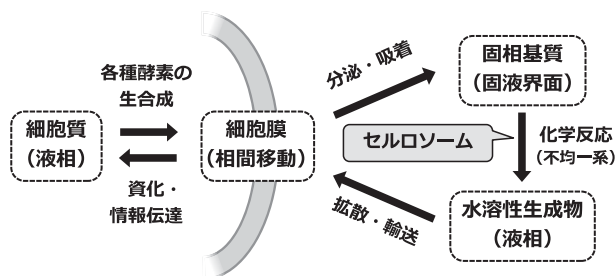 各種酵素の
生合成
細胞質
(液相)
資化・
情報伝達
細胞膜
(相間移動)
分泌・吸着
固相基質
(固液界面)
セルロソーム
化学反応
(不均一系)
拡散・輸送
水溶性生成物
(液相)